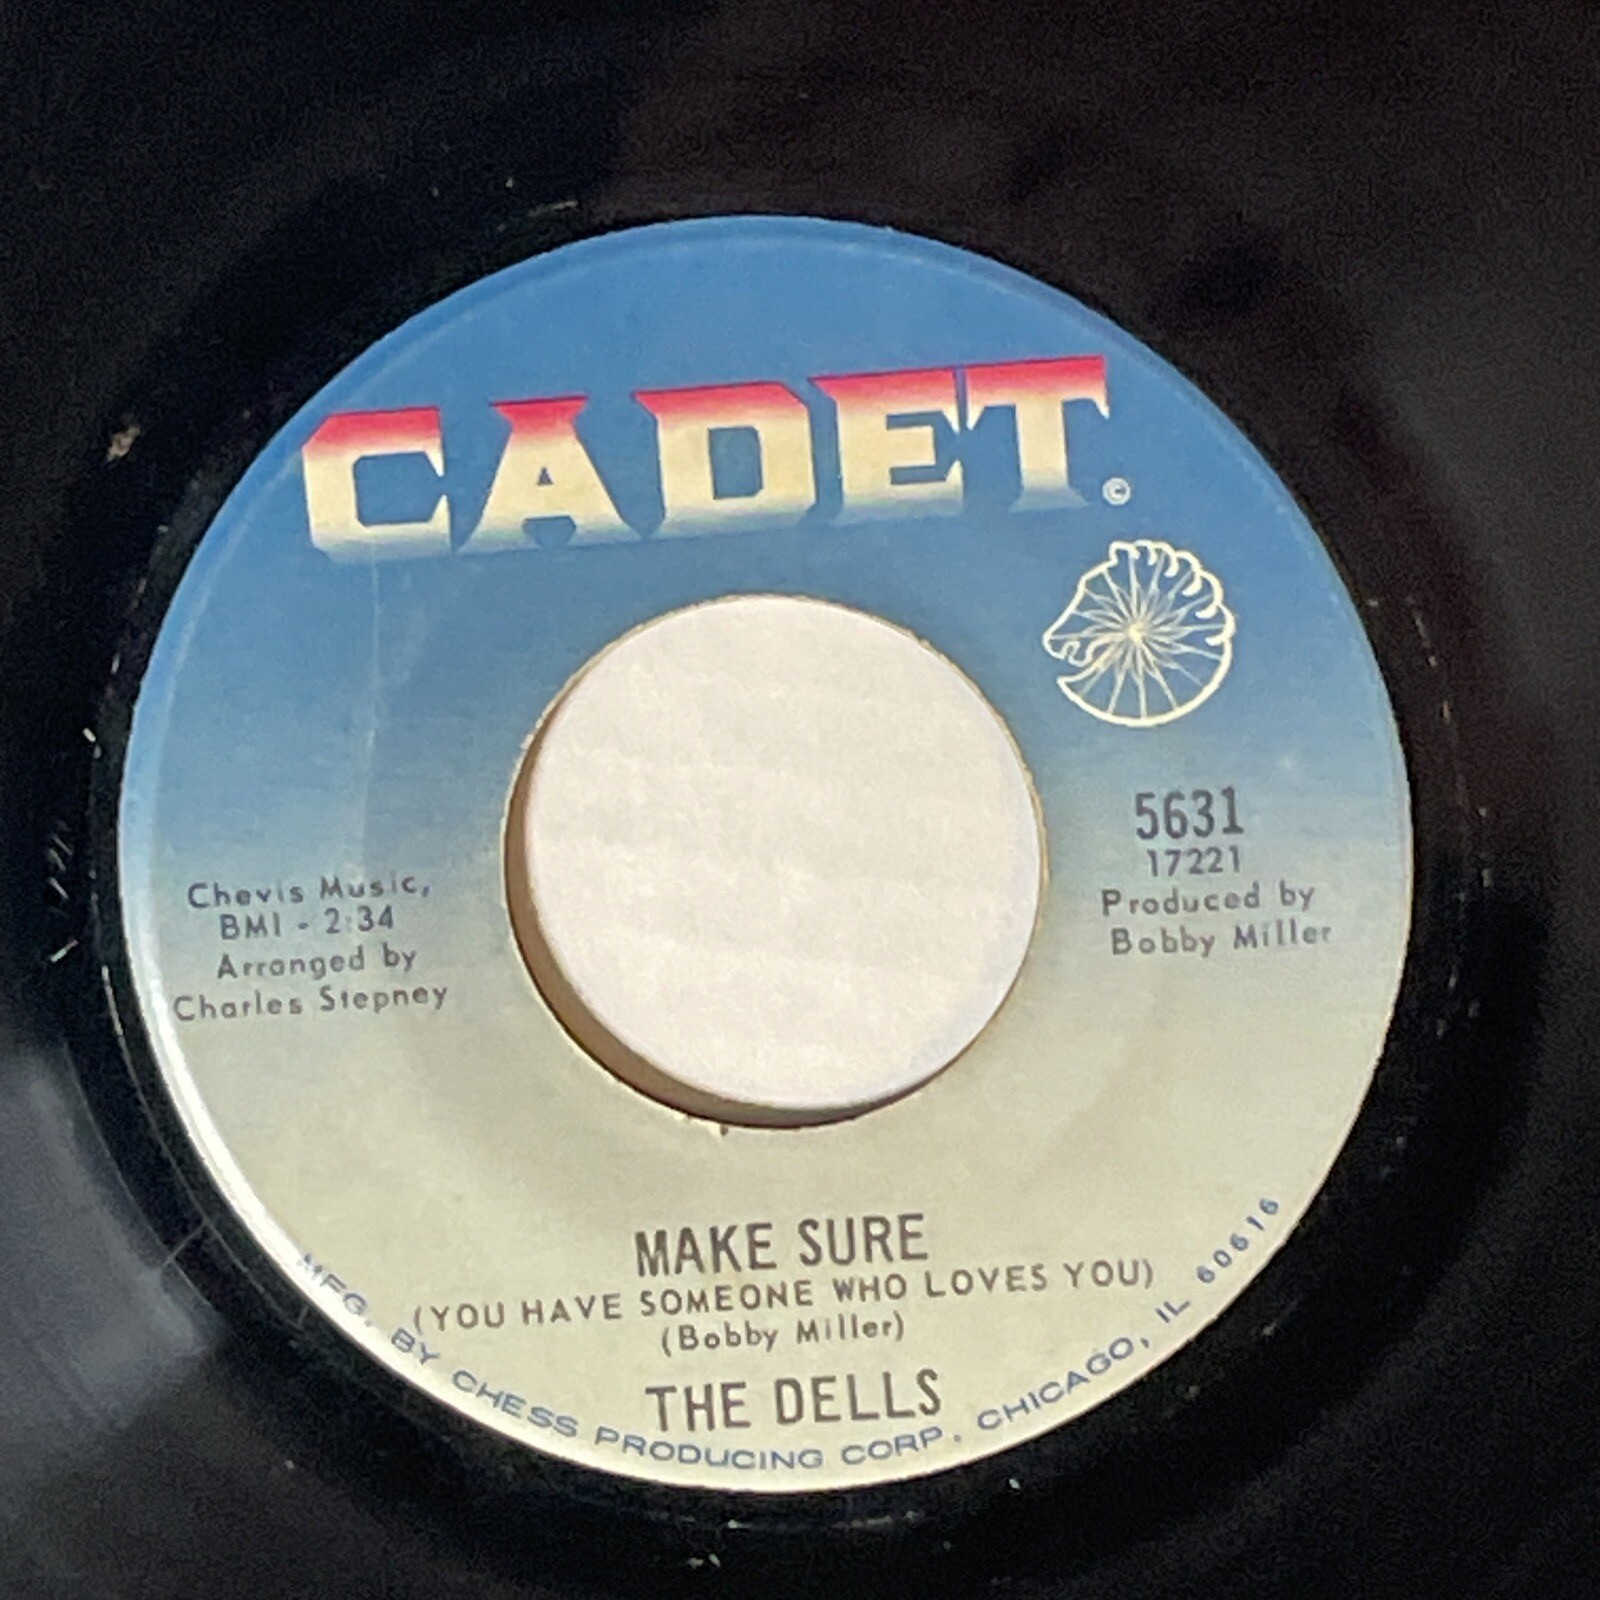 CADET
©
5631
17221
Produced by
Bobby Miller
Chevis Music,
BMI - 2:34
Arranged by
Charles Stepney
MAKE SURE
(YOU HAVE SOMEONE WHO LOVES YOU)
(Bobby Miller)
THE DELLS
MFG. BY CHESS PRODUCING CORP. CHICAGO, IL 60616